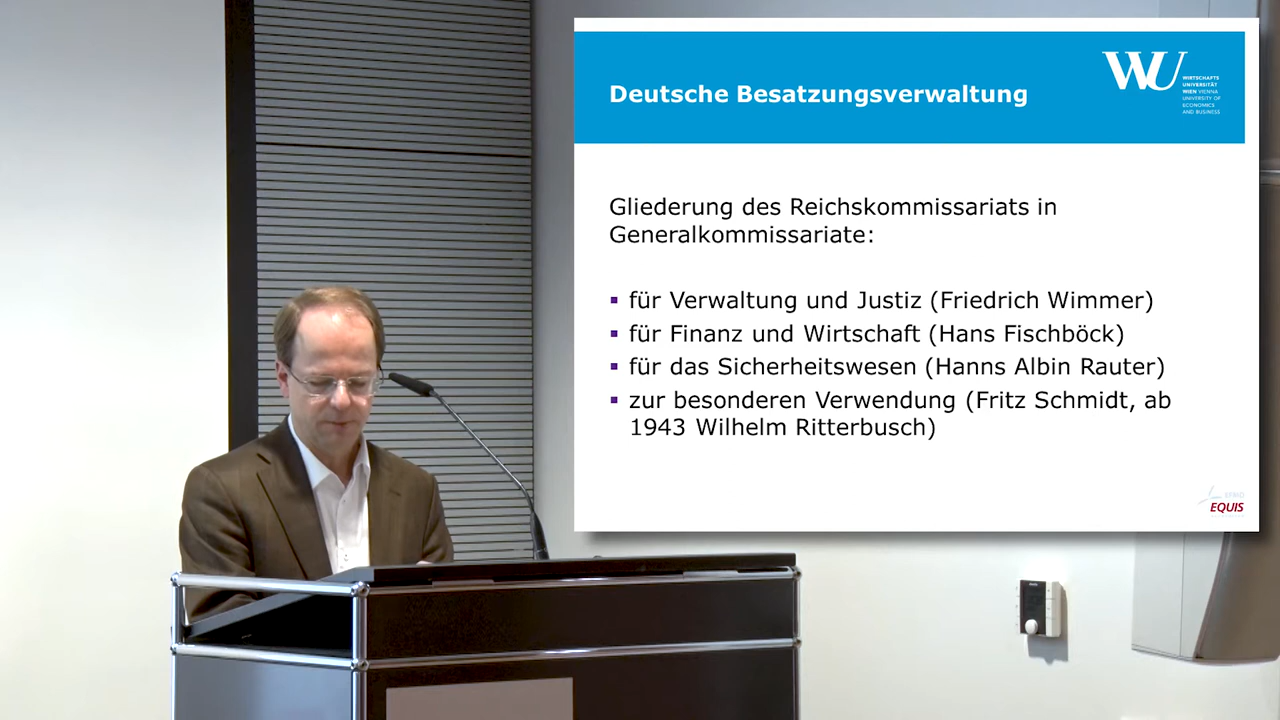 Deutsche Besatzungsverwaltung
WU
WIRTSCHAFTS
UNIVERSITÄT
WIEN VIENNA
UNIVERSITY OF
ECONOMICS
AND BUSINESS
Gliederung des Reichskommissariats in
Generalkommissariate:
▪ für Verwaltung und Justiz (Friedrich Wimmer)
▪ für Finanz und Wirtschaft (Hans Fischböck)
▪ für das Sicherheitswesen (Hanns Albin Rauter)
▪ zur besonderen Verwendung (Fritz Schmidt, ab
1943 Wilhelm Ritterbusch)
EFMD
EQUIS